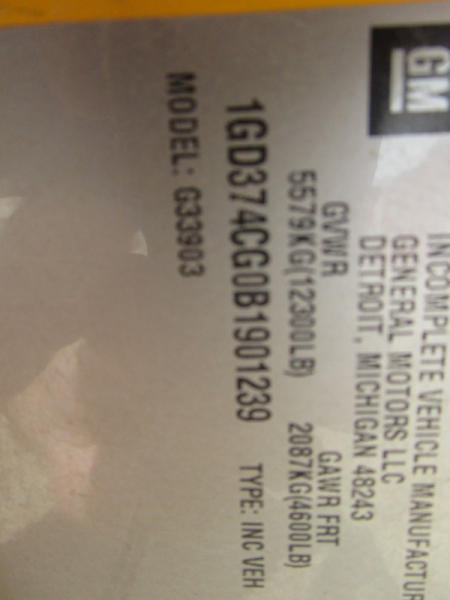 GM
INCOMPLETE VEHICLE MANUFACTUR
GENERAL MOTORS LLC
DETROIT, MICHIGAN 48243
GVWR GAWR FRT
5579KG(12300LB) 2087KG(4600LB)
1GD374CG0B1901239 TYPE: INC VEH
MODEL: G33903